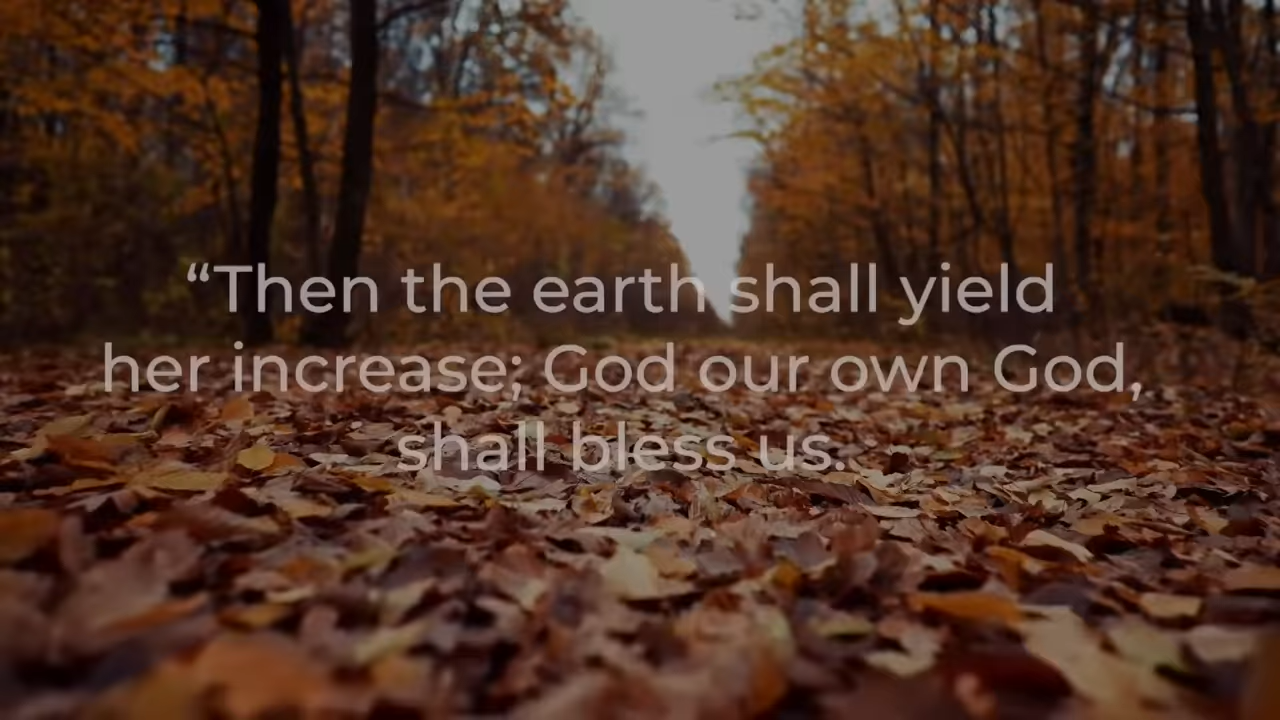 “Then the earth shall yield
her increase; God our own God,
shall bless us.